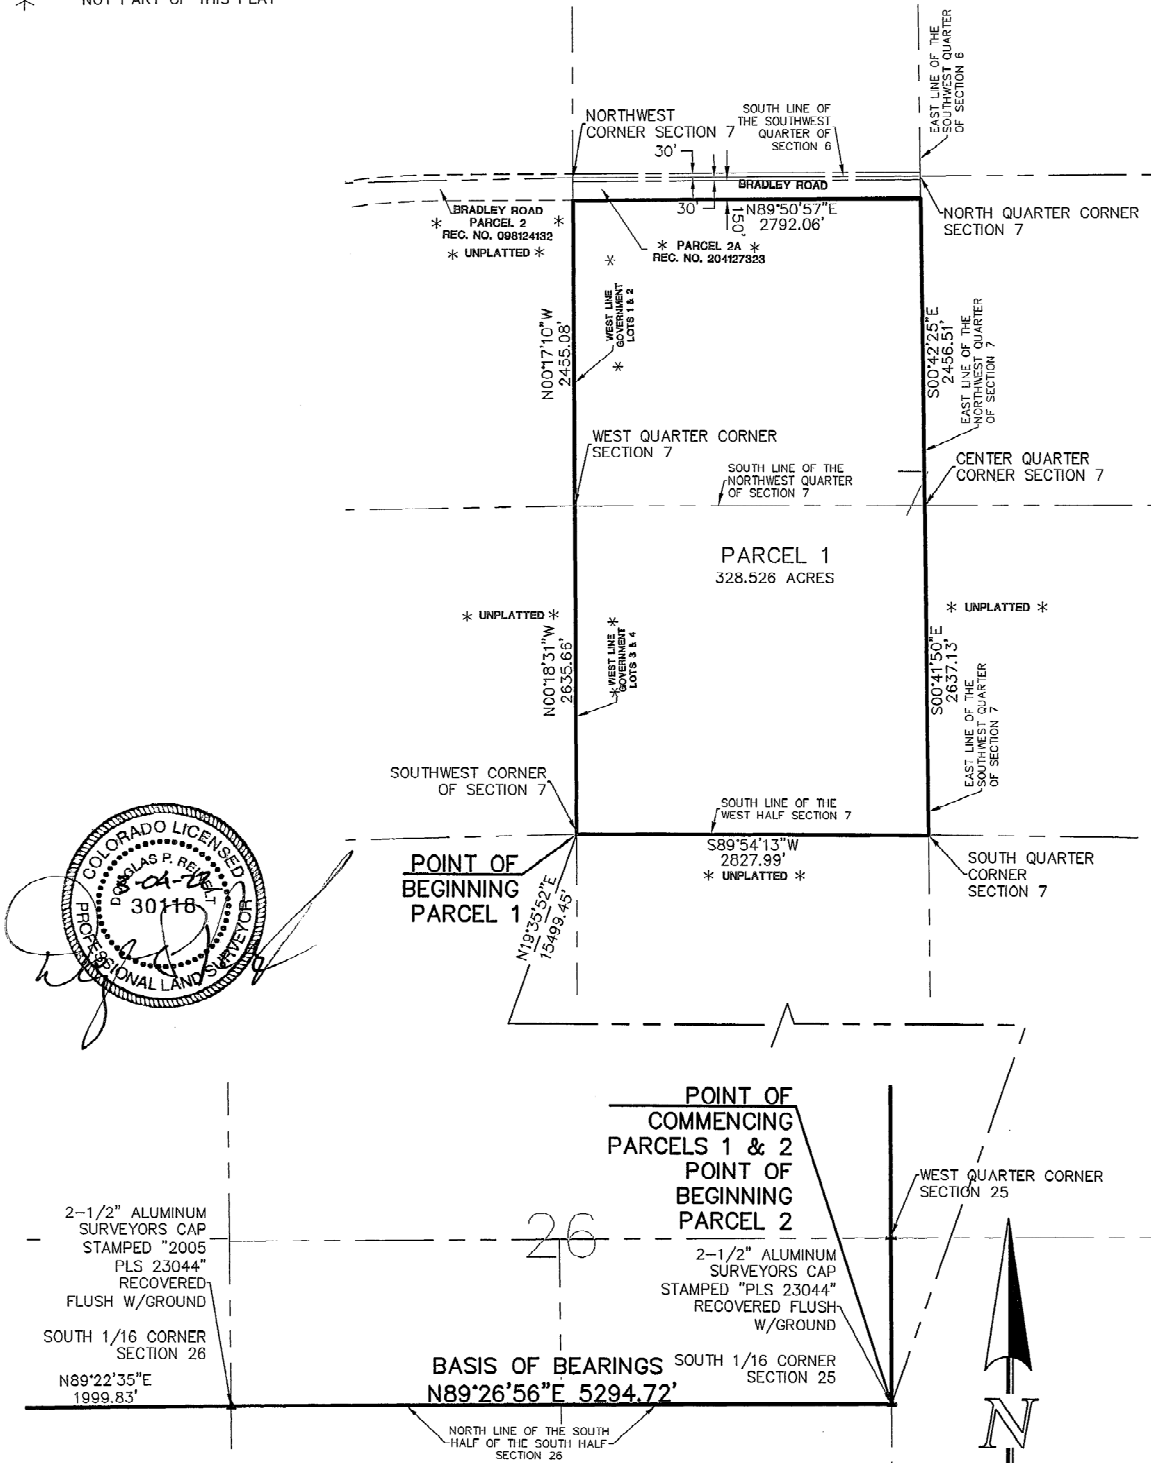 * NOT PART OF THIS PLAT
EAST LINE OF THE
SOUTHWEST QUARTER
OF SECTION 6
NORTHWEST
CORNER SECTION 7
SOUTH LINE OF
THE SOUTHWEST
QUARTER OF
SECTION 6
30'
BRADLEY ROAD
30'
150'
N89°50'57"E
2792.06'
NORTH QUARTER CORNER
SECTION 7
BRADLEY ROAD
* PARCEL 2 *
REC. NO. 098124132
* UNPLATTED *
* PARCEL 2A *
REC. NO. 204127323
*
WEST LINE
GOVERNMENT
LOTS 1 & 2
*
N00°17'10"W
2455.08'
S00°42'25"E
2456.51'
EAST LINE OF THE
NORTHWEST QUARTER
OF SECTION 7
WEST QUARTER CORNER
SECTION 7
SOUTH LINE OF THE
NORTHWEST QUARTER
OF SECTION 7
CENTER QUARTER
CORNER SECTION 7
PARCEL 1
328.526 ACRES
* UNPLATTED *
* UNPLATTED *
N00°18'31"W
2635.66'
* WEST LINE *
GOVERNMENT
LOTS 3 & 4
S00°41'50"E
2637.13'
EAST LINE OF THE
SOUTHWEST QUARTER
OF SECTION 7
SOUTHWEST CORNER
OF SECTION 7
SOUTH LINE OF THE
WEST HALF SECTION 7
S89°54'13"W
2827.99'
* UNPLATTED *
SOUTH QUARTER
CORNER
SECTION 7
POINT OF
BEGINNING
PARCEL 1
N19°35'52"E
15499.45'
COLORADO LICENSED
DOUGLAS P.
30118
PROFESSIONAL LAND SURVEYOR
POINT OF
COMMENCING
PARCELS 1 & 2
POINT OF
BEGINNING
PARCEL 2
WEST QUARTER CORNER
SECTION 25
26
2-1/2" ALUMINUM
SURVEYORS CAP
STAMPED "2005
PLS 23044"
RECOVERED
FLUSH W/GROUND
SOUTH 1/16 CORNER
SECTION 26
N89°22'35"E
1999.83'
2-1/2" ALUMINUM
SURVEYORS CAP
STAMPED "PLS 23044"
RECOVERED FLUSH
W/GROUND
SOUTH 1/16 CORNER
SECTION 25
BASIS OF BEARINGS
N89°26'56"E 5294.72'
NORTH LINE OF THE SOUTH
HALF OF THE SOUTH HALF
SECTION 26
N